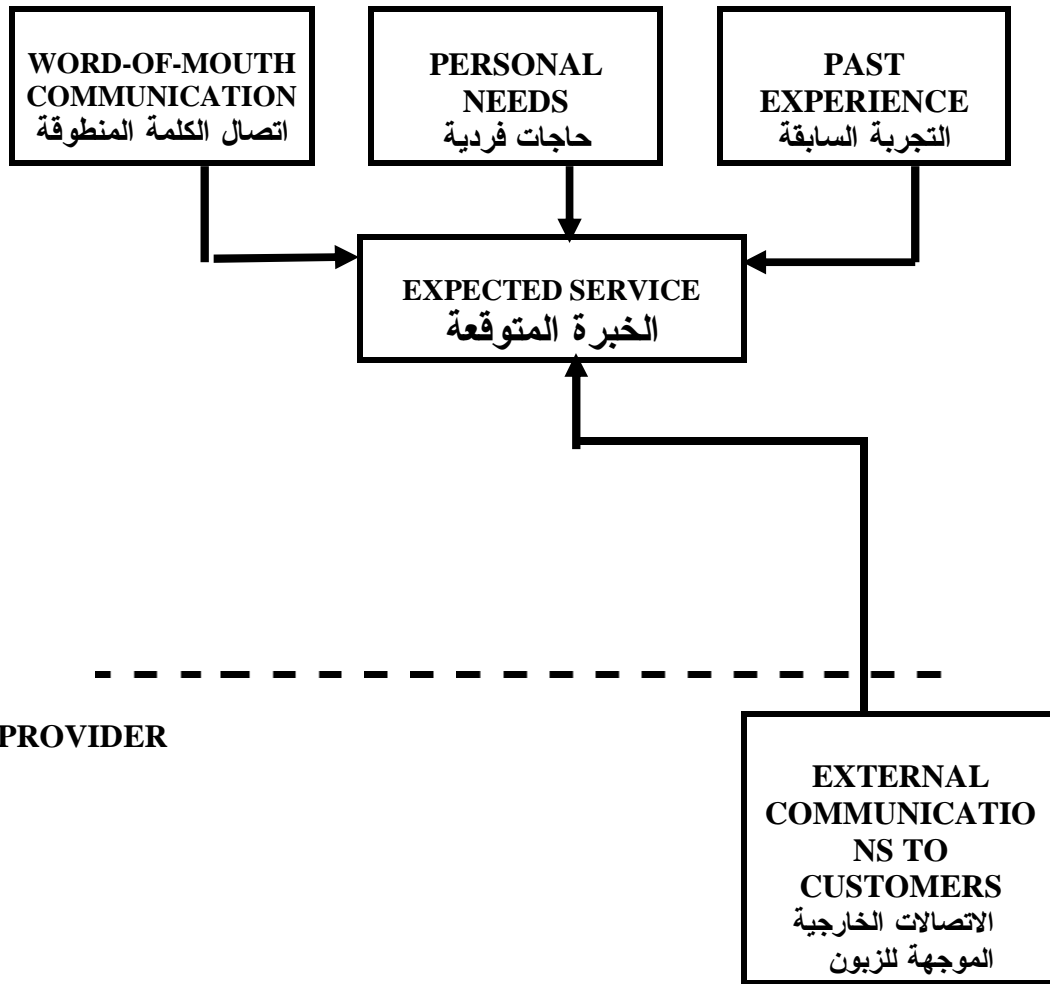 WORD-OF-MOUTH
COMMUNICATION
اتصال الكلمة المنطوقة
PERSONAL
NEEDS
حاجات فردية
PAST
EXPERIENCE
التجربة السابقة
EXPECTED SERVICE
الخبرة المتوقعة
PROVIDER
EXTERNAL
COMMUNICATIO
NS TO
CUSTOMERS
الاتصالات الخارجية
الموجهة للزبون